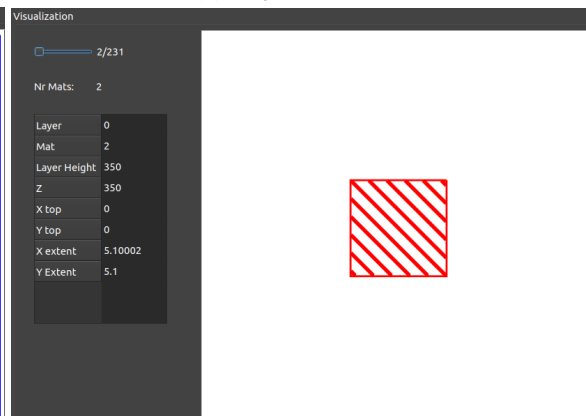 Visualization
2/231
Nr Mats: 2
Layer 0
Mat 2
Layer Height 350
Z 350
X top 0
Y top 0
X extent 5.10002
Y Extent 5.1